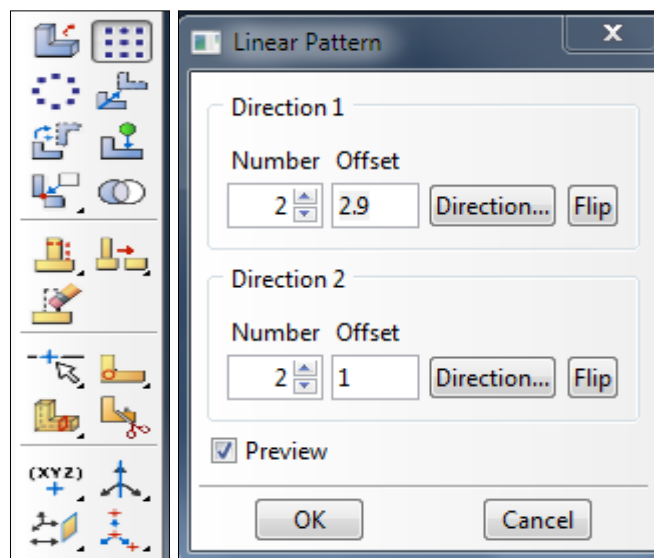 Linear Pattern
X
Direction 1
Number Offset
2 2.9 Direction... Flip
Direction 2
Number Offset
2 1 Direction... Flip
Preview
OK Cancel
(XYZ)